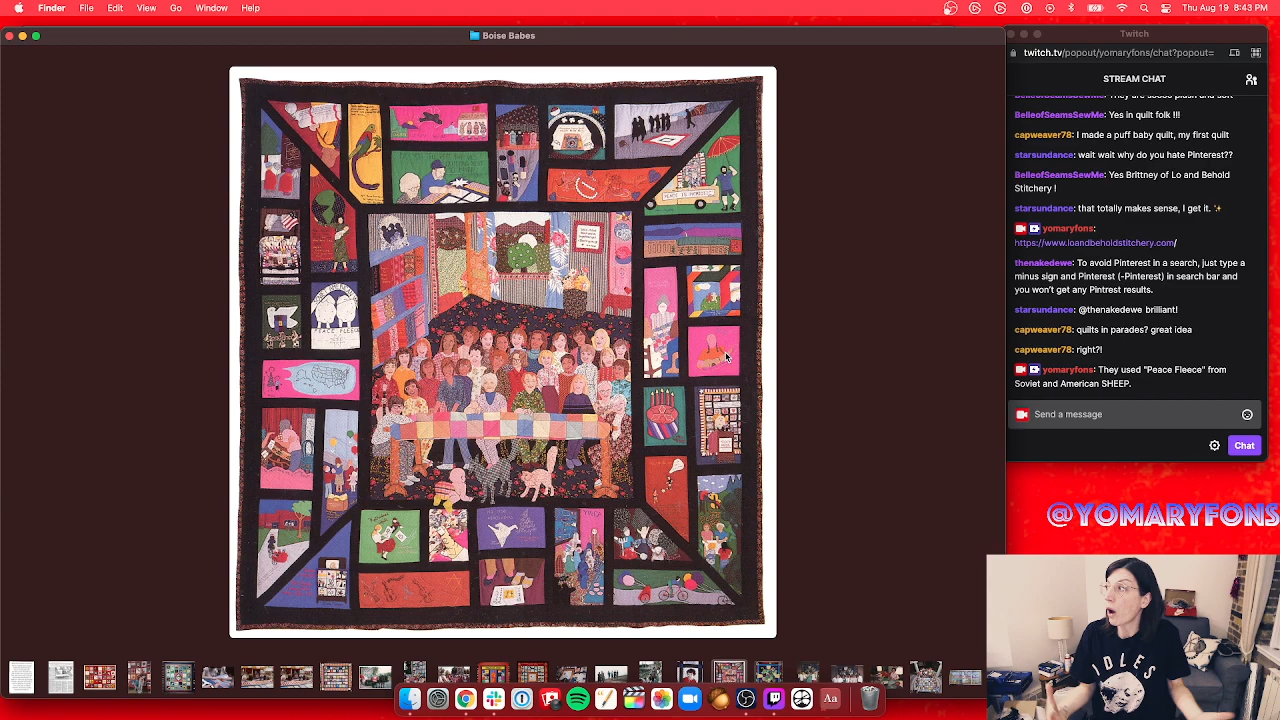 Finder File Edit View Go Window Help
Thu Aug 19 8:43 PM
Boise Babes
Twitch
twitch.tv/popout/yomaryfons/chat?popout=
STREAM CHAT
BelleofSeamsSewMe: Yes in quilt folk !!!
capweaver78: I made a puff baby quilt, my first quilt
starsundance: wait wait why do you hate Pinterest??
BelleofSeamsSewMe: Yes Brittney of Lo and Behold
Stitchery !
starsundance: that totally makes sense, I get it. ✨
yomaryfons:
https://www.loandbeholdstitchery.com/
thenakedewe: To avoid Pinterest in a search, just type a
minus sign and Pinterest (-Pinterest) in search bar and
you won't get any Pintrest results.
starsundance: @thenakedewe brilliant!
capweaver78: quilts in parades? great idea
capweaver78: right?!
yomaryfons: They used "Peace Fleece" from
Soviet and American SHEEP.
Send a message
Chat
PEACE FLEECE
YWCA
@YOMARYFONS
Aa